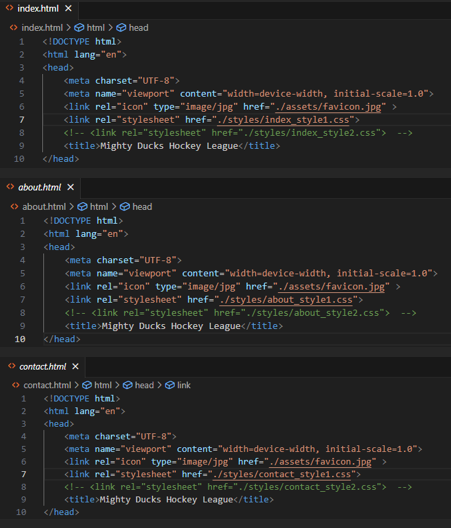 index.html ×
index.html > html > head
1 <!DOCTYPE html>
2 <html lang="en">
3 <head>
4 <meta charset="UTF-8">
5 <meta name="viewport" content="width=device-width, initial-scale=1.0">
6 <link rel="icon" type="image/jpg" href="./assets/favicon.jpg" >
7 <link rel="stylesheet" href="./styles/index_style1.css">
8 <!-- <link rel="stylesheet" href="./styles/index_style2.css">  -->
9 <title>Mighty Ducks Hockey League</title>
10 </head>
about.html ×
about.html > html > head
1 <!DOCTYPE html>
2 <html lang="en">
3 <head>
4 <meta charset="UTF-8">
5 <meta name="viewport" content="width=device-width, initial-scale=1.0">
6 <link rel="icon" type="image/jpg" href="./assets/favicon.jpg" >
7 <link rel="stylesheet" href="./styles/about_style1.css">
8 <!-- <link rel="stylesheet" href="./styles/about_style2.css">  -->
9 <title>Mighty Ducks Hockey League</title>
10 </head>
contact.html ×
contact.html > html > head > link
1 <!DOCTYPE html>
2 <html lang="en">
3 <head>
4 <meta charset="UTF-8">
5 <meta name="viewport" content="width=device-width, initial-scale=1.0">
6 <link rel="icon" type="image/jpg" href="./assets/favicon.jpg" >
7 <link rel="stylesheet" href="./styles/contact_style1.css">
8 <!-- <link rel="stylesheet" href="./styles/contact_style2.css">  -->
9 <title>Mighty Ducks Hockey League</title>
10 </head>